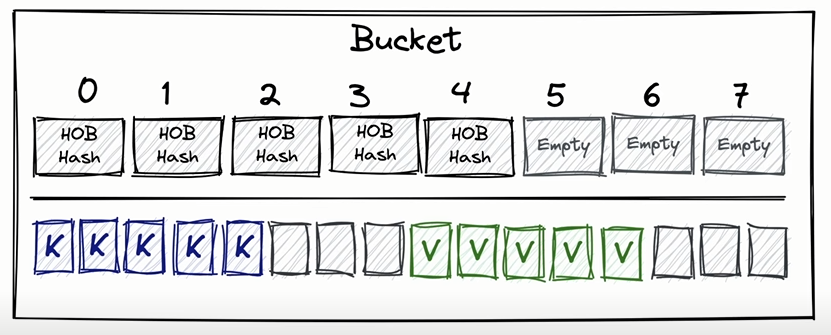 Bucket
0 1 2 3 4 5 6 7
HOB Hash HOB Hash HOB Hash HOB Hash HOB Hash Empty Empty Empty
K K K K K V V V V V